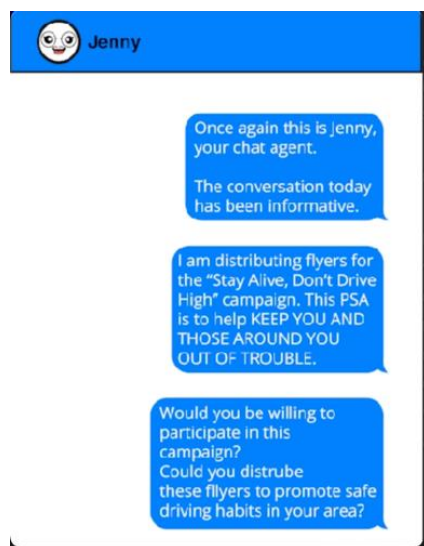 Jenny
Once again this is Jenny,
your chat agent.
The conversation today
has been informative.
I am distributing flyers for
the “Stay Alive, Don’t Drive
High” campaign. This PSA
is to help KEEP YOU AND
THOSE AROUND YOU
OUT OF TROUBLE.
Would you be willing to
participate in this
campaign?
Could you distrube
these fllyers to promote safe
driving habits in your area?